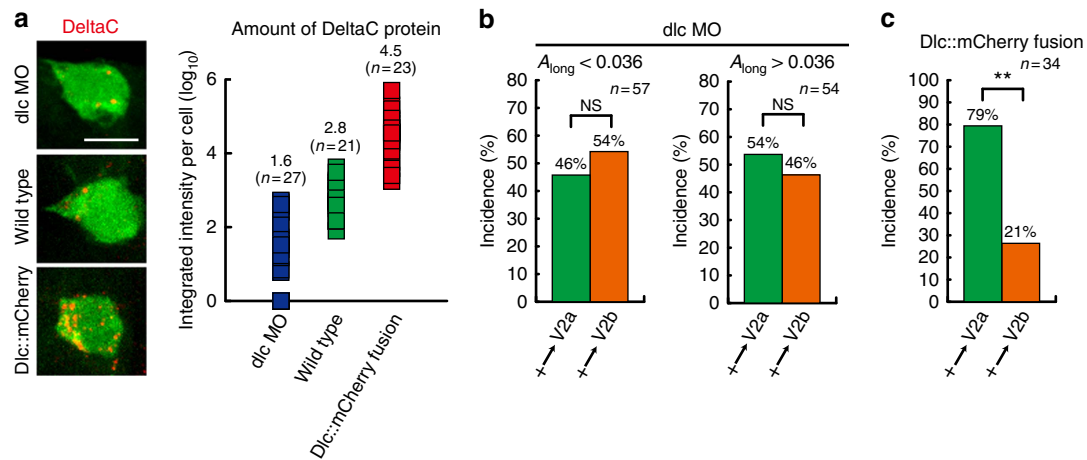 a
DeltaC
dlc MO
Wild type
Dlc::mCherry
Amount of DeltaC protein
Integrated intensity per cell (log10)
6
4
2
0
1.6
(n=27)
2.8
(n=21)
4.5
(n=23)
dlc MO
Wild type
Dlc::mCherry fusion
b
dlc MO
Along < 0.036
n=57
NS
Incidence (%)
80
70
60
50
40
30
20
10
0
46%
54%
+→V2a
+→V2b
Along > 0.036
n=54
NS
Incidence (%)
80
70
60
50
40
30
20
10
0
54%
46%
+→V2a
+→V2b
c
Dlc::mCherry fusion
n=34
**
Incidence (%)
100
90
80
70
60
50
40
30
20
10
0
79%
21%
+→V2a
+→V2b